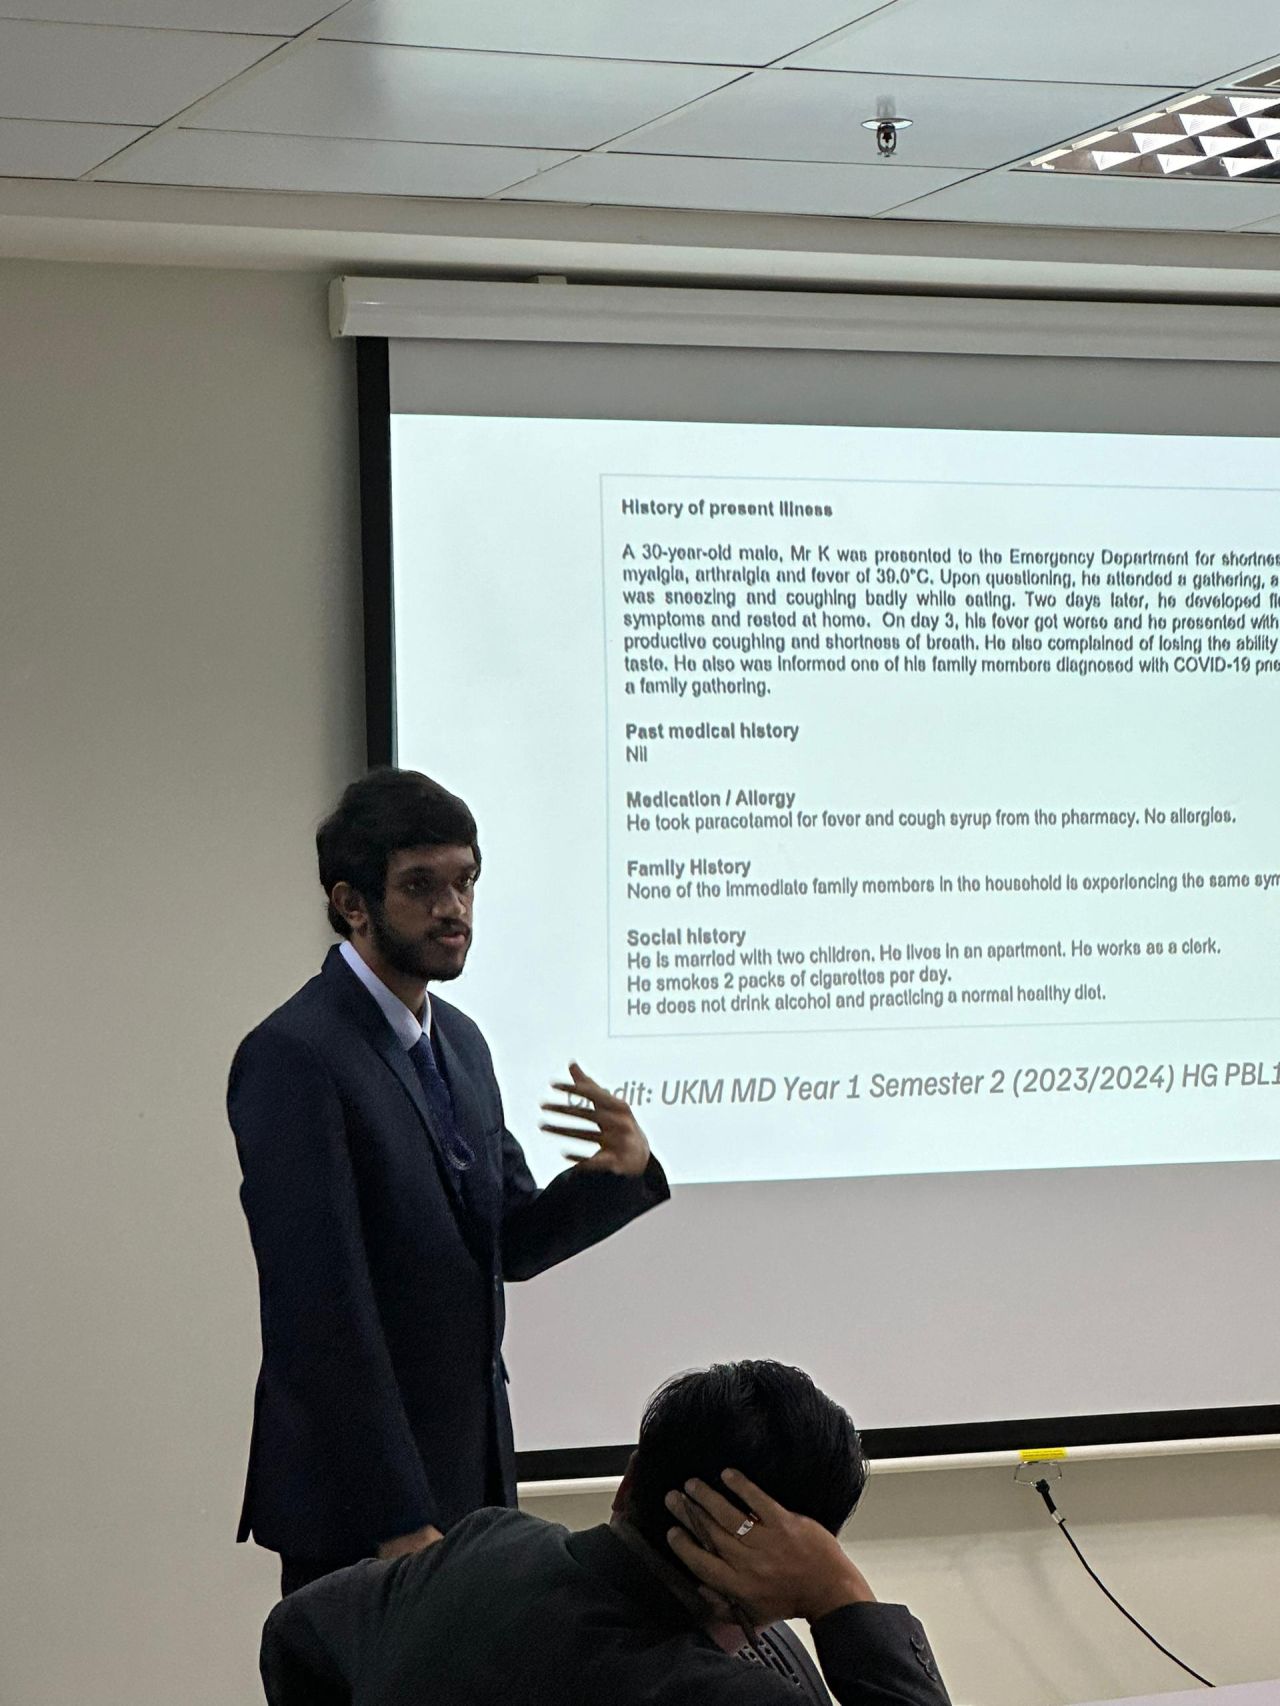 History of present illness
A 30-year-old male, Mr K was presented to the Emergency Department for
myalgia, arthralgia and fever of 39.0°C. Upon questioning, he attended a gathering,
was sneezing and coughing badly while eating. Two days later, he developed
symptoms and rested at home. On day 3, his fever got worse and he presented with
productive coughing and shortness of breath. He also complained of losing the ability
taste. He also was informed one of his family members diagnosed with COVID-19
a family gathering.
Past medical history
Nil
Medication / Allergy
He took paracetamol for fever and cough syrup from the pharmacy. No allergies.
Family History
None of the immediate family members in the household is experiencing the same
Social history
He is married with two children. He lives in an apartment. He works as a clerk.
He smokes 2 packs of cigarettes per day.
He does not drink alcohol and practicing a normal healthy diet.
UKM MD Year 1 Semester 2 (2023/2024) HG PBL1